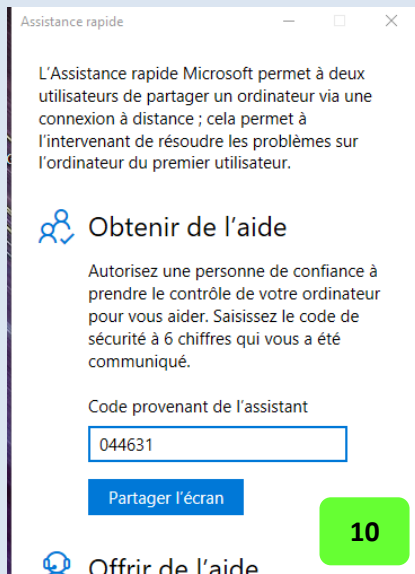 Assistance rapide
L'Assistance rapide Microsoft permet à deux
utilisateurs de partager un ordinateur via une
connexion à distance ; cela permet à
l'intervenant de résoudre les problèmes sur
l'ordinateur du premier utilisateur.
Obtenir de l'aide
Autorisez une personne de confiance à
prendre le contrôle de votre ordinateur
pour vous aider. Saisissez le code de
sécurité à 6 chiffres qui vous a été
communiqué.
Code provenant de l'assistant
044631
Partager l'écran
10
Offrir de l'aide